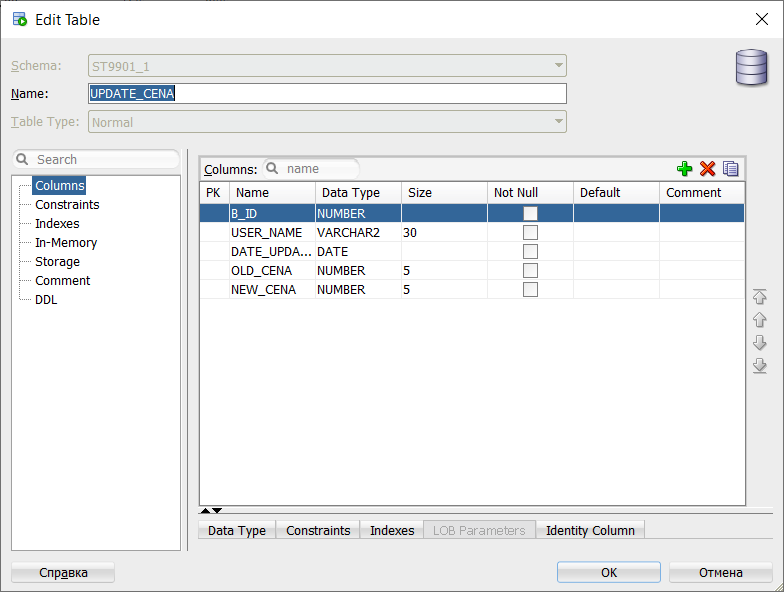 Edit Table
Schema: ST9901_1
Name: UPDATE_CENA
Table Type: Normal
Search
Columns
Constraints
Indexes
In-Memory
Storage
Comment
DDL
Columns: name
PK Name Data Type Size Not Null Default Comment
B_ID NUMBER
USER_NAME VARCHAR2 30
DATE_UPDA... DATE
OLD_CENA NUMBER 5
NEW_CENA NUMBER 5
Data Type Constraints Indexes LOB Parameters Identity Column
Справка OK Отмена